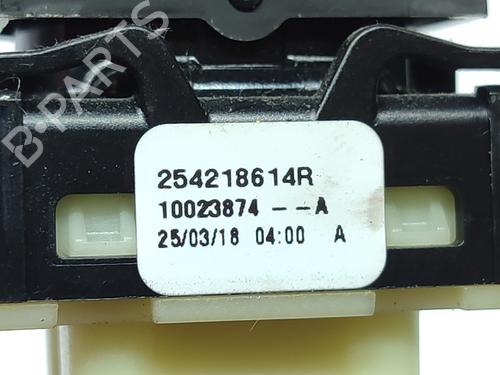 B-PARTS
254218614R
10023874 --A
25/03/18 04:00 A